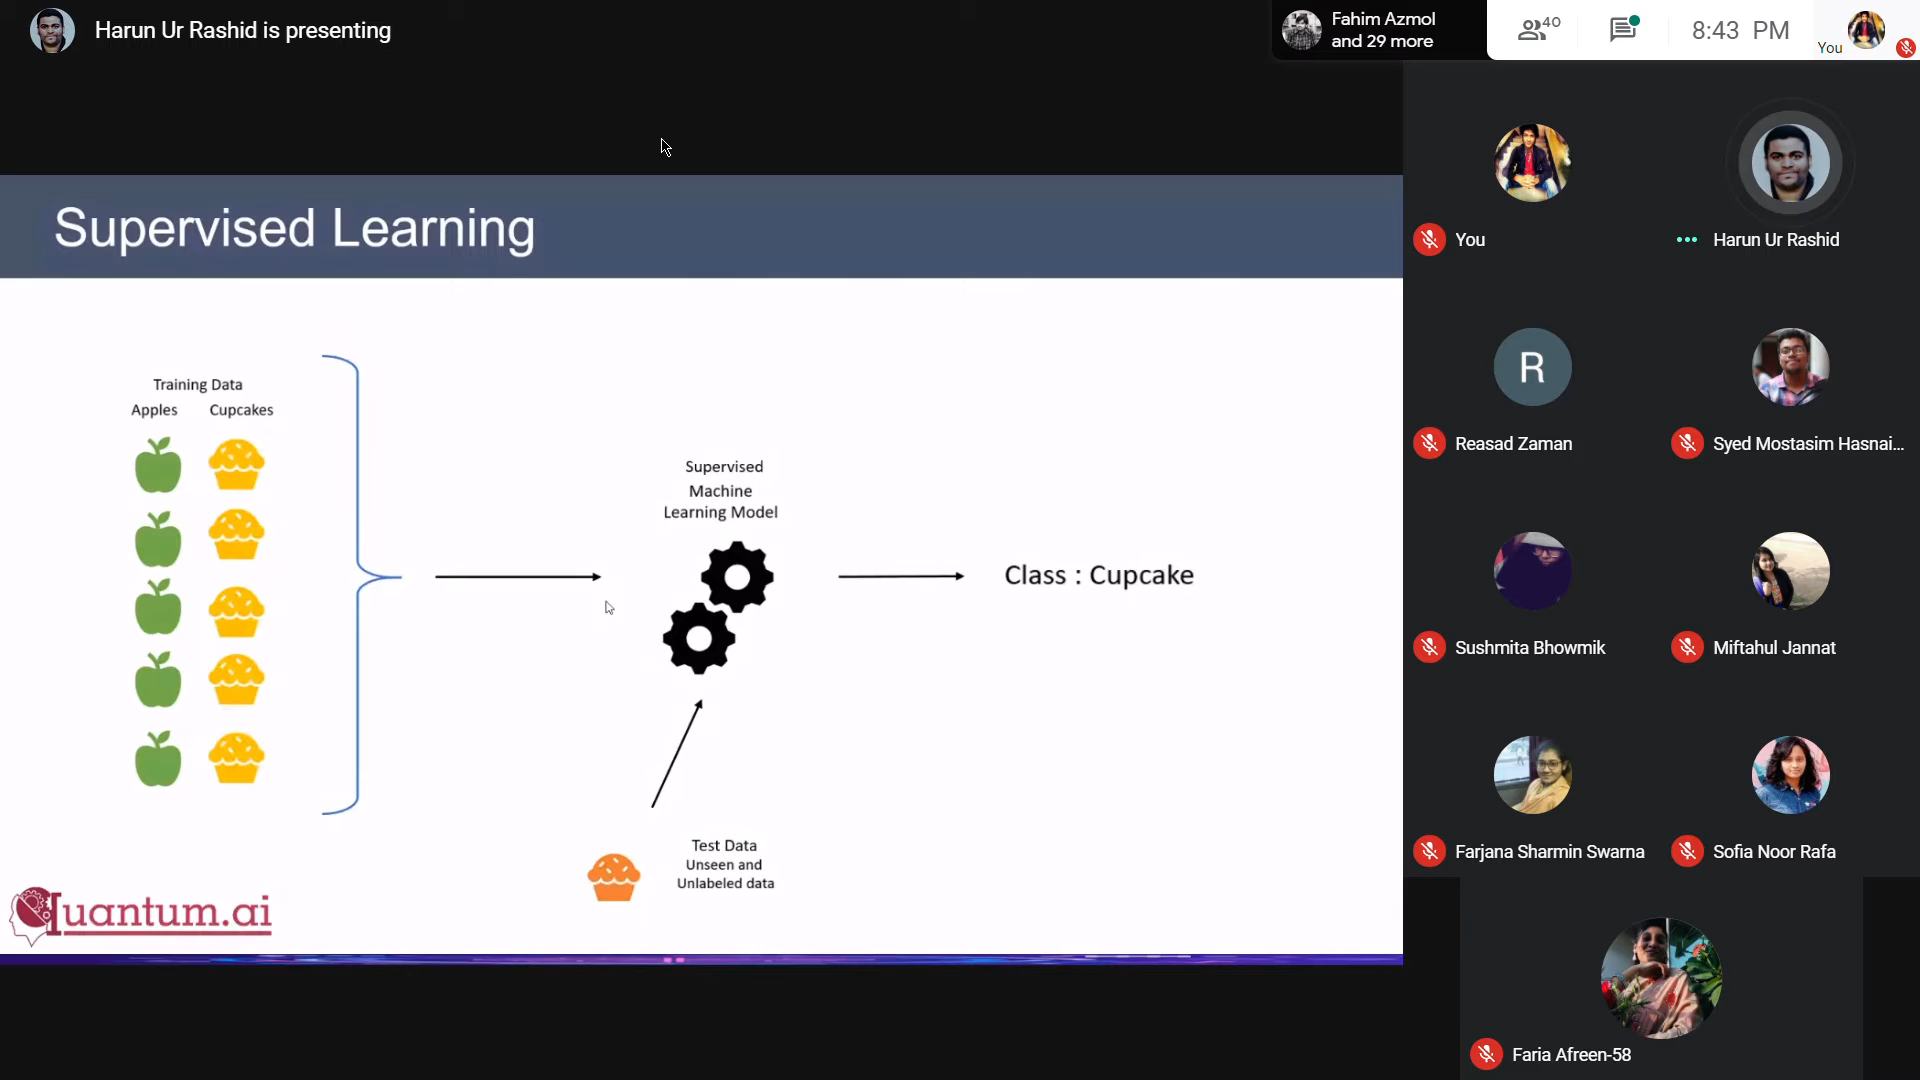 Harun Ur Rashid is presenting
Fahim Azmol
and 29 more
40
8:43 PM
You
Supervised Learning
Training Data
Apples Cupcakes
Supervised
Machine
Learning Model
Class : Cupcake
Test Data
Unseen and
Unlabeled data
Quantum.ai
You
Harun Ur Rashid
R
Reasad Zaman
Syed Mostasim Hasnai...
Sushmita Bhowmik
Miftahul Jannat
Farjana Sharmin Swarna
Sofia Noor Rafa
Faria Afreen-58